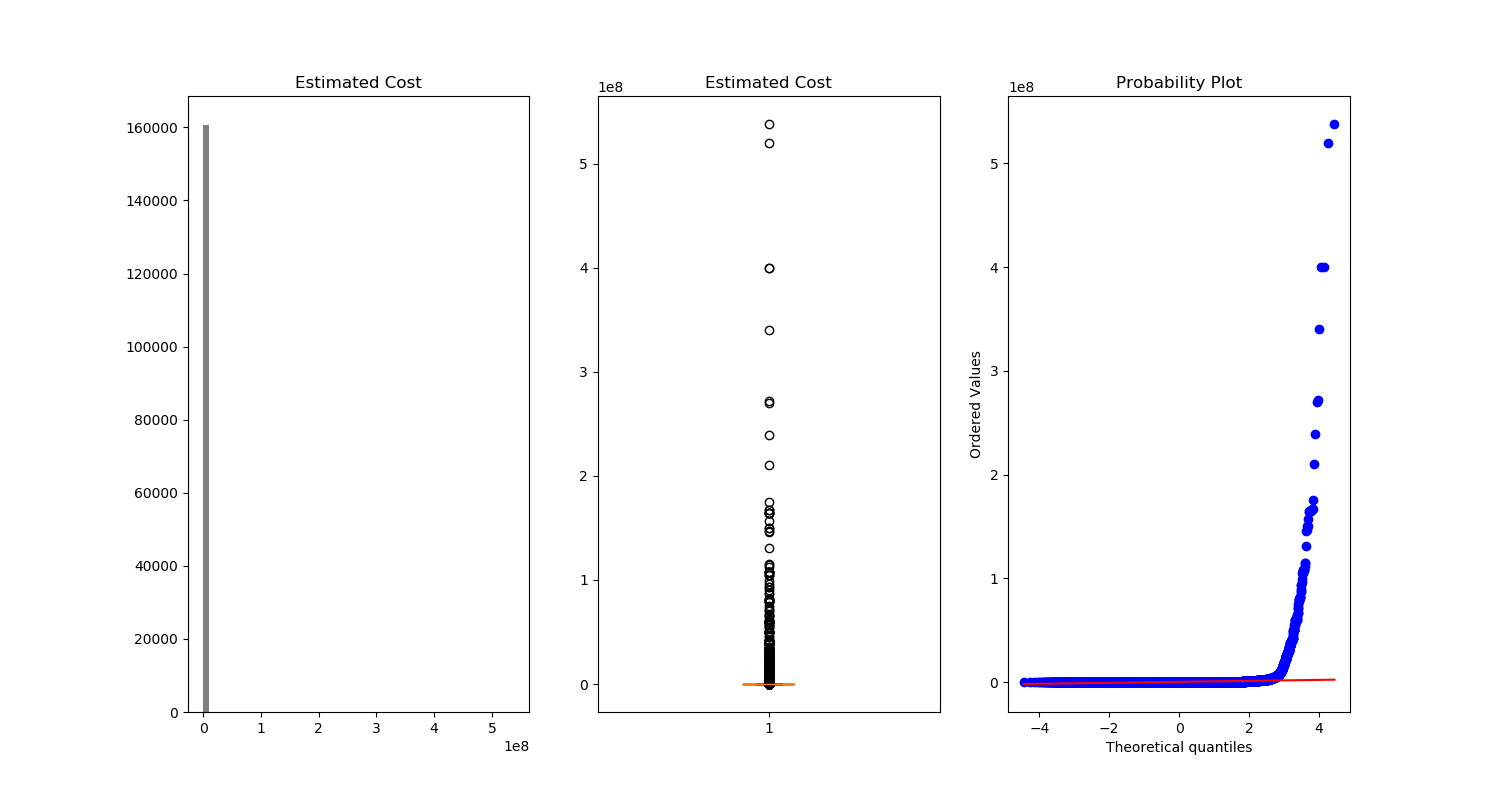 Estimated Cost
160000
140000
120000
100000
80000
60000
40000
20000
0
0 1 2 3 4 5
1e8
Estimated Cost
1e8
5
4
3
2
1
0
1
Probability Plot
1e8
Ordered Values
5
4
3
2
1
0
−4 −2 0 2 4
Theoretical quantiles